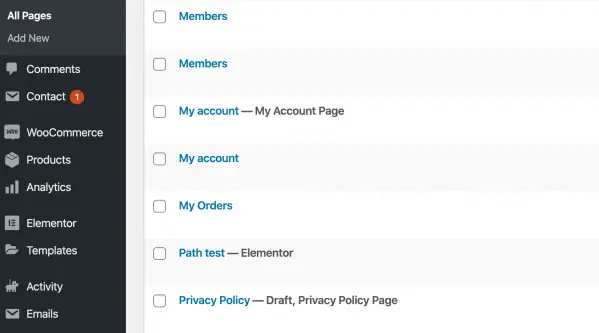 All Pages
Add New
Comments
Contact 1
WooCommerce
Products
Analytics
Elementor
Templates
Activity
Emails
Members
Members
My account — My Account Page
My account
My Orders
Path test — Elementor
Privacy Policy — Draft, Privacy Policy Page